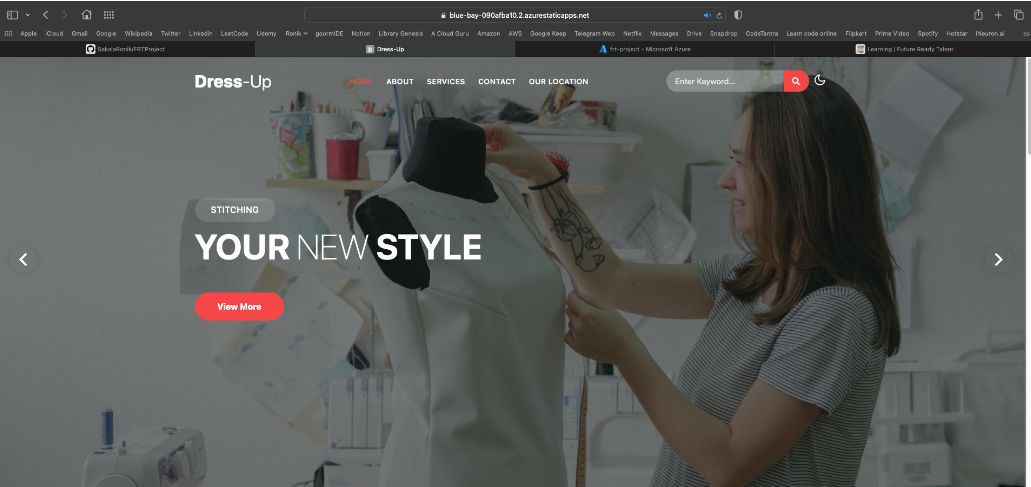 blue-bay-090afba10.2.azurestaticapps.net
Apple iCloud Gmail Google Wikipedia Twitter LinkedIn LeetCode Udemy Ronik goormIDE Notion Library Genesis A Cloud Guru Amazon AWS Google Keep Telegram Web Netflix Messages Drive Snapdrop CodeTantra Learn code online Flipkart Prime Video Spotify Hotstar iNeuron.ai
SakalaRonik/FRTProject Dress-Up frt-project - Microsoft Azure Learning | Future Ready Talent
Dress-Up HOME ABOUT SERVICES CONTACT OUR LOCATION Enter Keyword...
STITCHING
YOUR NEW STYLE
View More